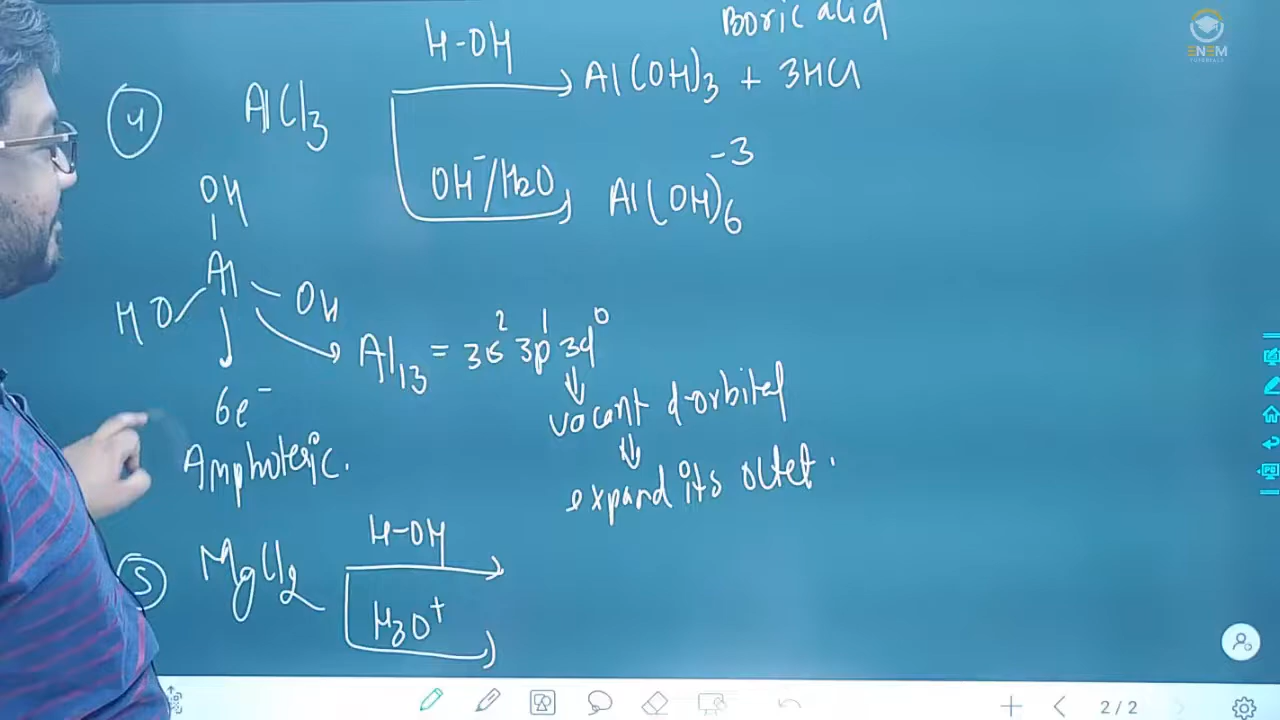 Boric acid
ENEM
TUTORIALS
4 AlCl3 H-OH Al(OH)3 + 3HCl
OH-/H2O Al(OH)6 -3
OH
Al
HO OH
Al13 = 3s2 3p1 3d0
6e-
vacant d-orbital
Amphoteric.
expand its octet.
5 MgCl2 H-OH
H3O+
2/2